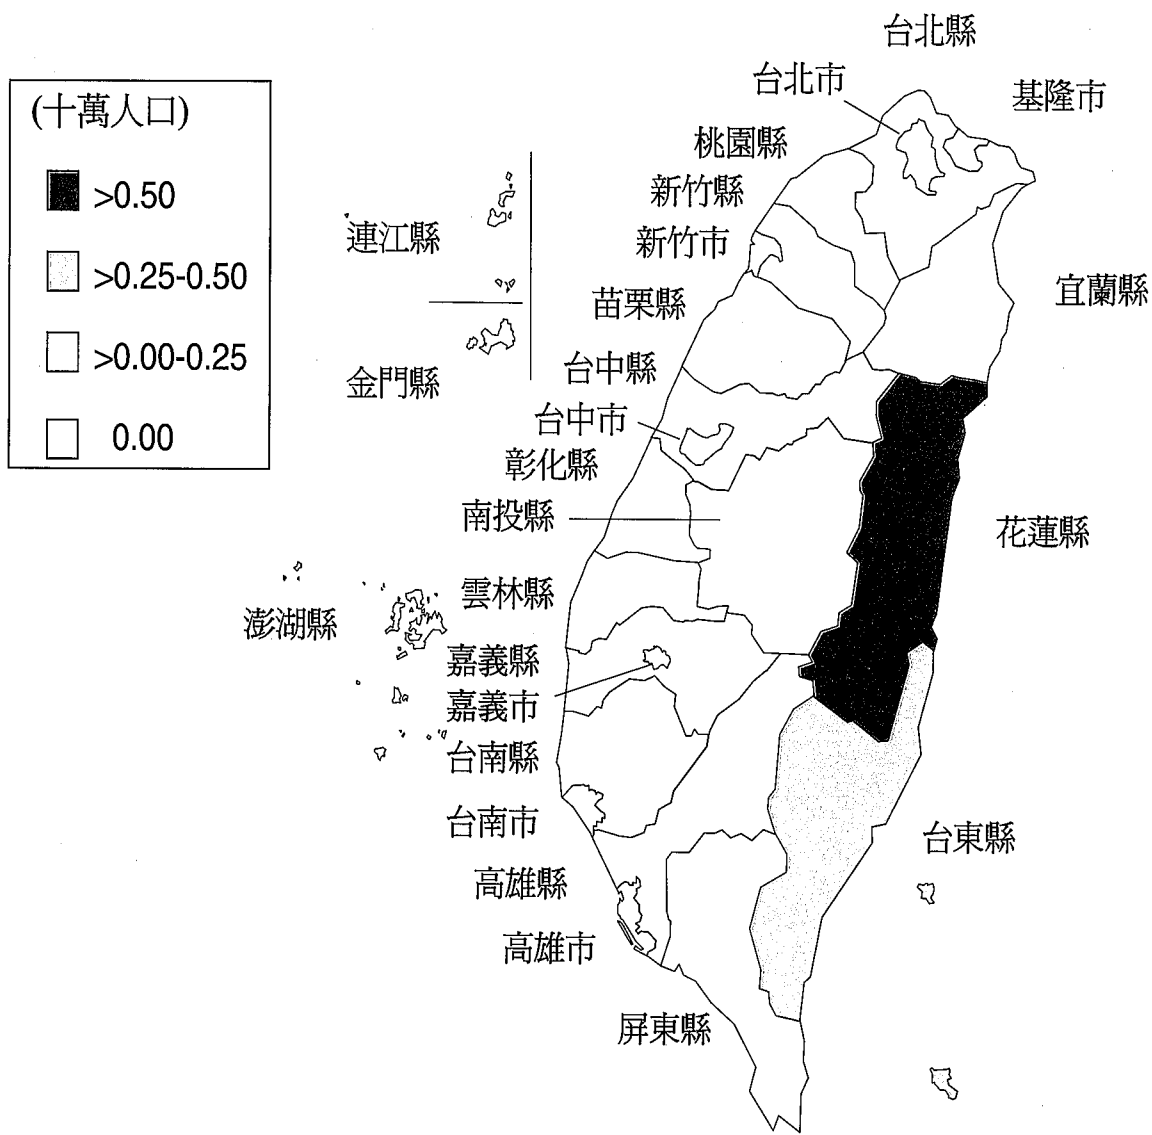 (十萬人口)
>0.50
>0.25-0.50
>0.00-0.25
0.00
台北縣
台北市
基隆市
桃園縣
新竹縣
新竹市
連江縣
宜蘭縣
苗栗縣
台中縣
金門縣
台中市
彰化縣
南投縣
花蓮縣
雲林縣
澎湖縣
嘉義縣
嘉義市
台南縣
台南市
台東縣
高雄縣
高雄市
屏東縣